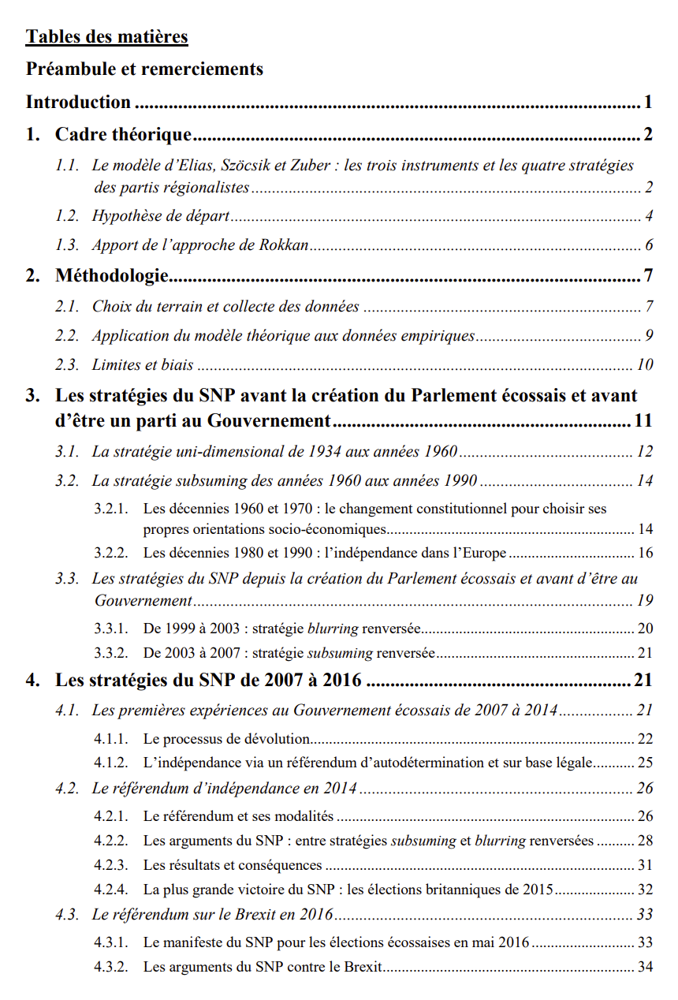 Tables des matières
Préambule et remerciements
Introduction ........................................................................................................... 1
1. Cadre théorique............................................................................................... 2
1.1. Le modèle d’Elias, Szöcsik et Zuber : les trois instruments et les quatre stratégies
des partis régionalistes ................................................................................................ 2
1.2. Hypothèse de départ..................................................................................................... 4
1.3. Apport de l’approche de Rokkan.................................................................................. 6
2. Méthodologie.................................................................................................... 7
2.1. Choix du terrain et collecte des données ..................................................................... 7
2.2. Application du modèle théorique aux données empiriques.......................................... 9
2.3. Limites et biais ........................................................................................................... 10
3. Les stratégies du SNP avant la création du Parlement écossais et avant
d’être un parti au Gouvernement............................................................... 11
3.1. La stratégie uni-dimensional de 1934 aux années 1960............................................ 12
3.2. La stratégie subsuming des années 1960 aux années 1990 ....................................... 14
3.2.1. Les décennies 1960 et 1970 : le changement constitutionnel pour choisir ses
propres orientations socio-économiques.................................................................. 14
3.2.2. Les décennies 1980 et 1990 : l’indépendance dans l’Europe .................................. 16
3.3. Les stratégies du SNP depuis la création du Parlement écossais et avant d’être au
Gouvernement............................................................................................................ 19
3.3.1. De 1999 à 2003 : stratégie blurring renversée......................................................... 20
3.3.2. De 2003 à 2007 : stratégie subsuming renversée..................................................... 21
4. Les stratégies du SNP de 2007 à 2016 ........................................................ 21
4.1. Les premières expériences au Gouvernement écossais de 2007 à 2014................... 21
4.1.1. Le processus de dévolution...................................................................................... 22
4.1.2. L’indépendance via un référendum d’autodétermination et sur base légale........... 25
4.2. Le référendum d’indépendance en 2014 .................................................................... 26
4.2.1. Le référendum et ses modalités ............................................................................... 26
4.2.2. Les arguments du SNP : entre stratégies subsuming et blurring renversées .......... 28
4.2.3. Les résultats et conséquences .................................................................................. 31
4.2.4. La plus grande victoire du SNP : les élections britanniques de 2015..................... 32
4.3. Le référendum sur le Brexit en 2016.......................................................................... 33
4.3.1. Le manifeste du SNP pour les élections écossaises en mai 2016 ........................... 33
4.3.2. Les arguments du SNP contre le Brexit................................................................... 34